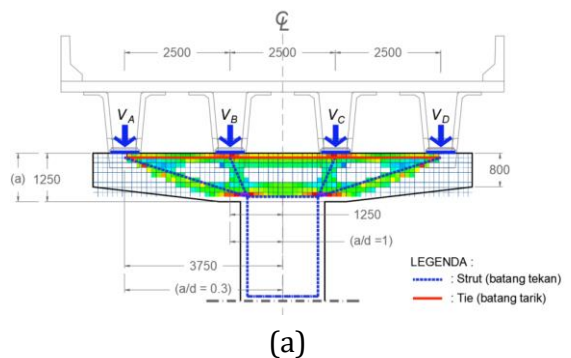 ℄
2500 2500 2500
V_A V_B V_C V_D
(a) 1250 800
1250
(a/d =1)
3750
(a/d = 0.3)
LEGENDA :
: Strut (batang tekan)
: Tie (batang tarik)
(a)